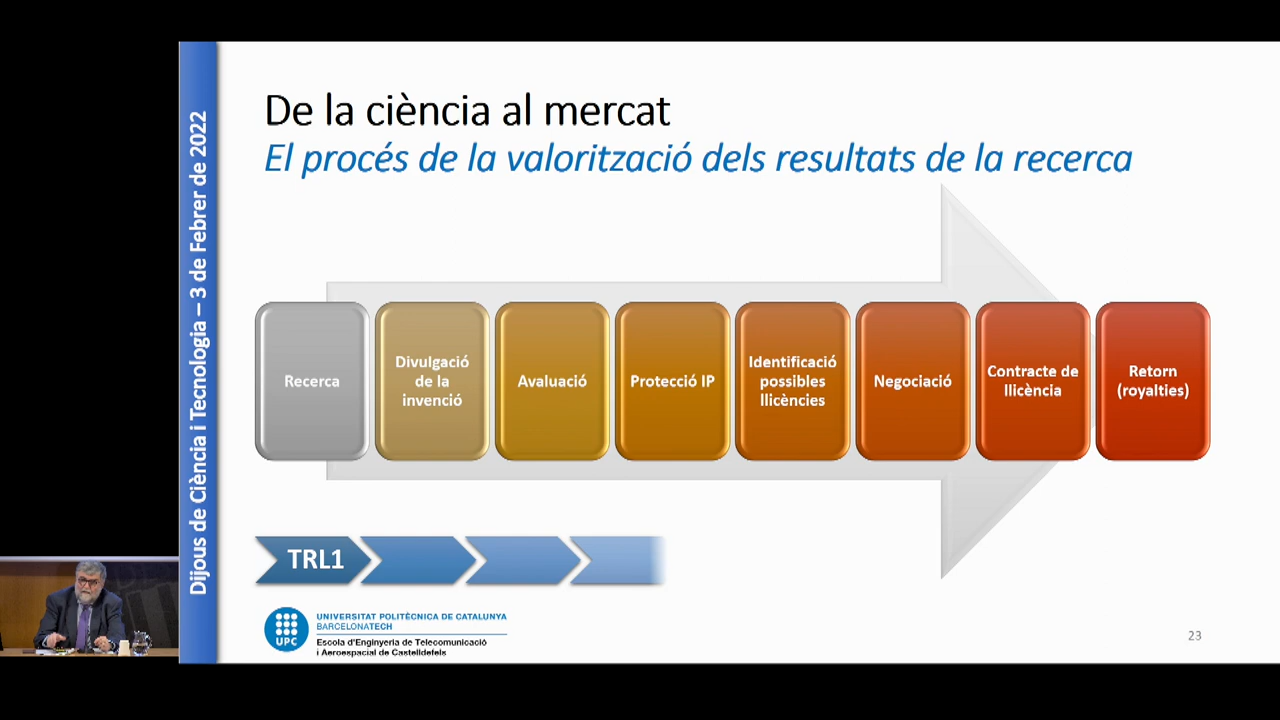 De la ciència al mercat
El procés de la valorització dels resultats de la recerca
Dijous de Ciència i Tecnologia – 3 de Febrer de 2022
Recerca
Divulgació
de la
invenció
Avaluació
Protecció IP
Identificació
possibles
llicències
Negociació
Contracte de
llicència
Retorn
(royalties)
TRL1
UPC
UNIVERSITAT POLITÈCNICA DE CATALUNYA
BARCELONATECH
Escola d'Enginyeria de Telecomunicació
i Aeroespacial de Castelldefels
23